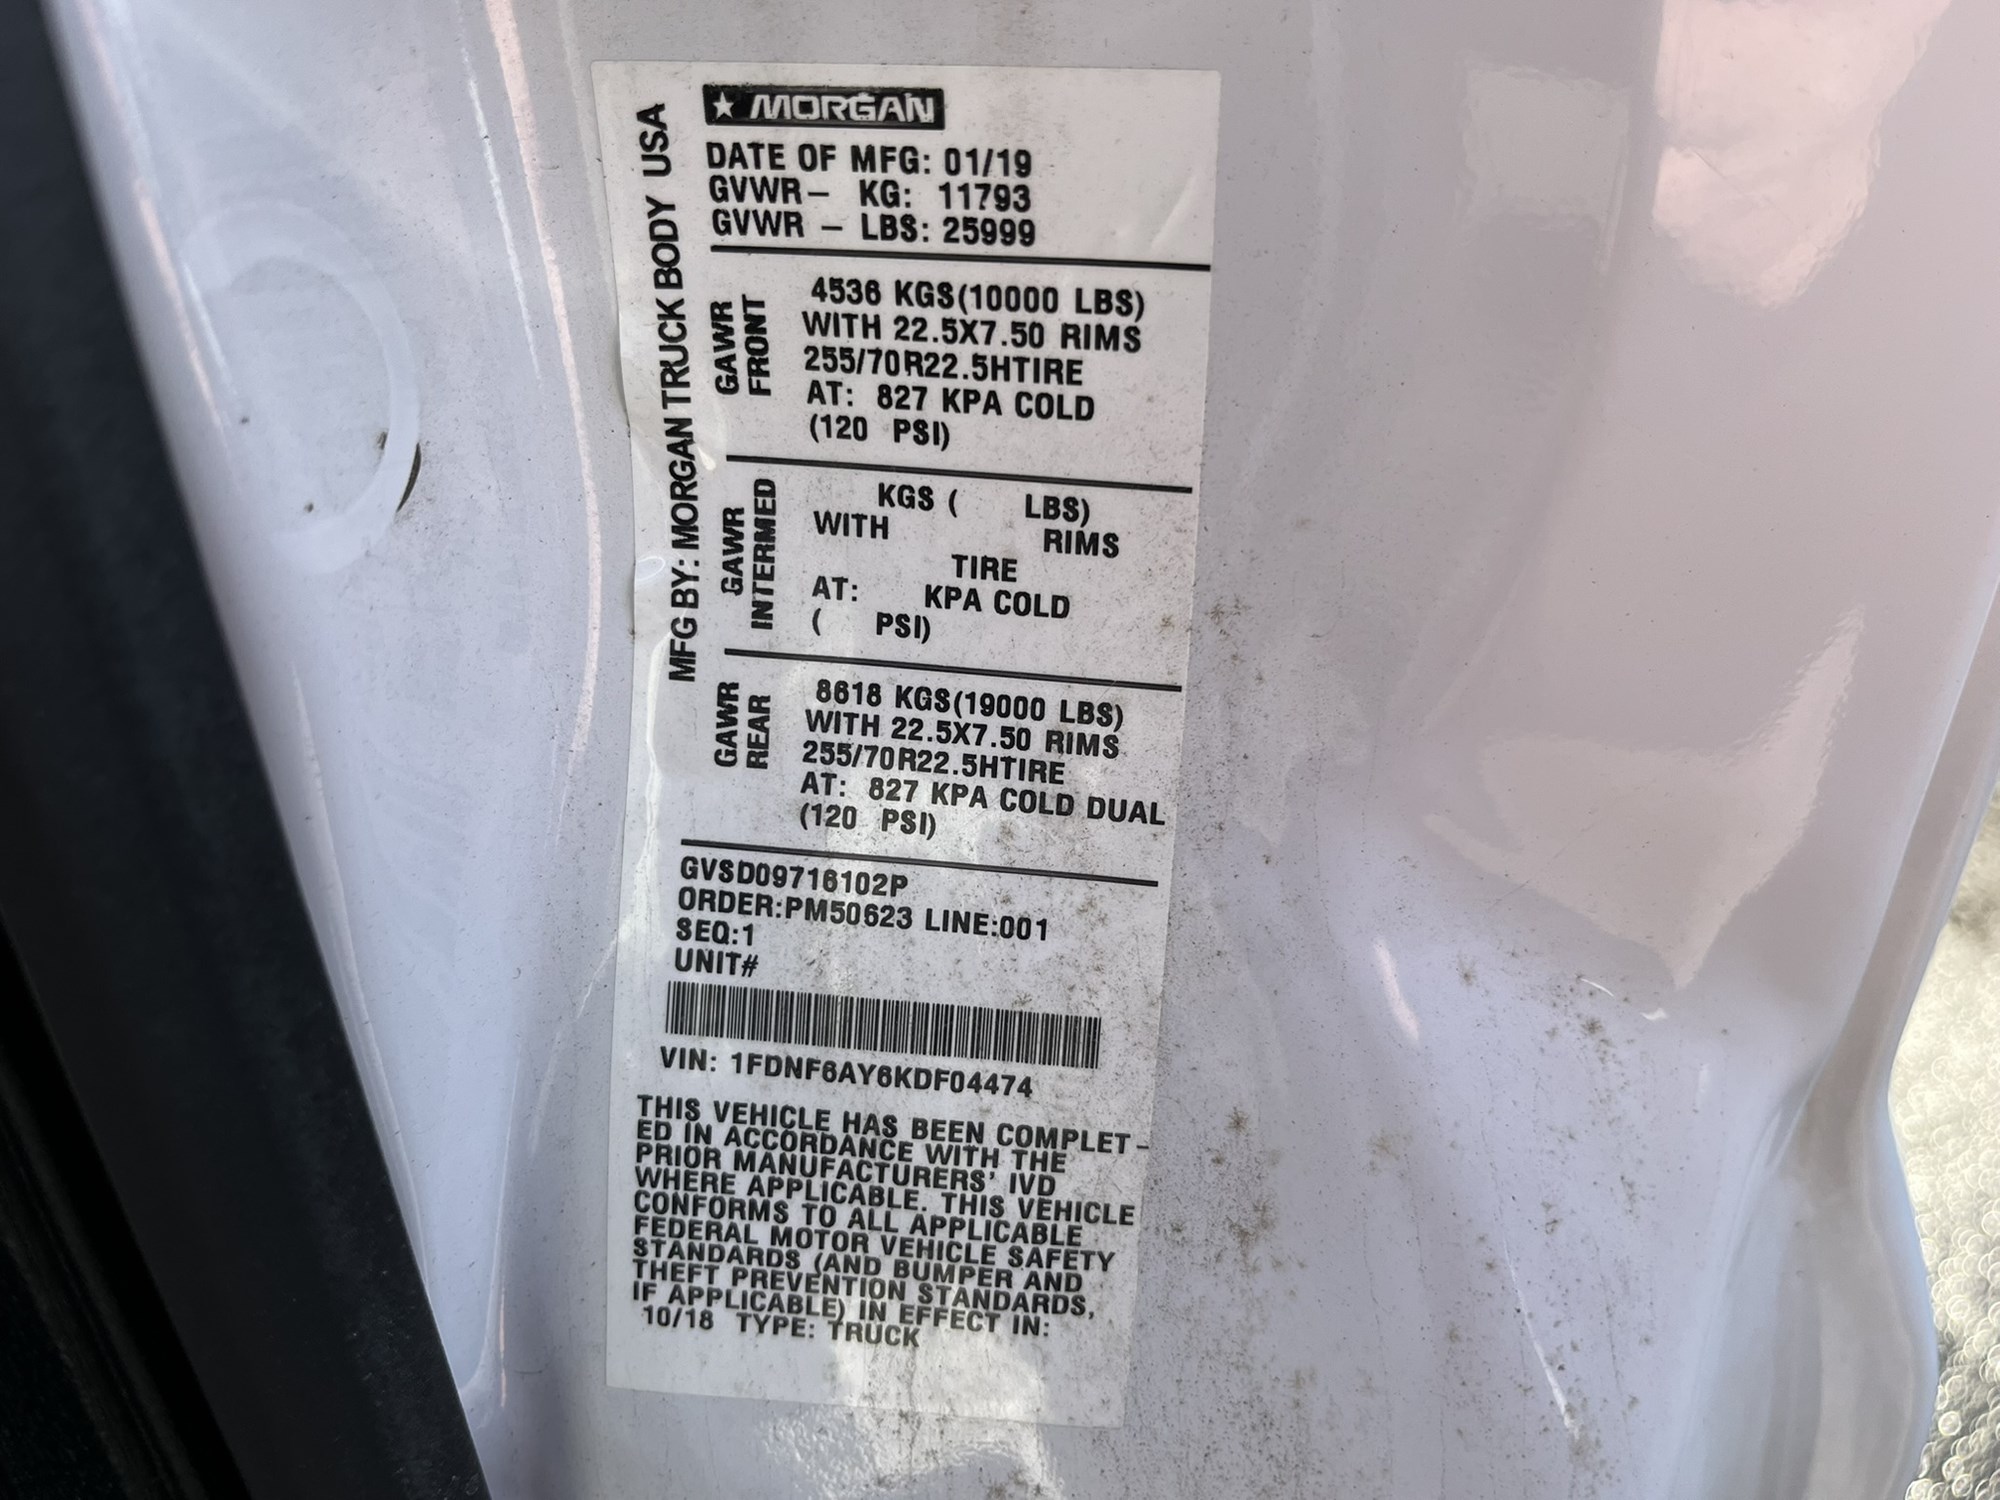 MORGAN
MFG BY: MORGAN TRUCK BODY USA
DATE OF MFG: 01/19
GVWR- KG: 11793
GVWR - LBS: 25999
GAWR
FRONT
4536 KGS(10000 LBS)
WITH 22.5X7.50 RIMS
255/70R22.5HTIRE
AT: 827 KPA COLD
(120 PSI)
GAWR
INTERMED
KGS ( LBS)
WITH RIMS
TIRE
AT: KPA COLD
( PSI)
GAWR
REAR
8618 KGS(19000 LBS)
WITH 22.5X7.50 RIMS
255/70R22.5HTIRE
AT: 827 KPA COLD DUAL
(120 PSI)
GVSD09716102P
ORDER:PM50623 LINE:001
SEQ:1
UNIT#
VIN: 1FDNF6AY6KDF04474
THIS VEHICLE HAS BEEN COMPLET-
ED IN ACCORDANCE WITH THE
PRIOR MANUFACTURERS' IVD
WHERE APPLICABLE. THIS VEHICLE
CONFORMS TO ALL APPLICABLE
FEDERAL MOTOR VEHICLE SAFETY
STANDARDS (AND BUMPER AND
THEFT PREVENTION STANDARDS,
IF APPLICABLE) IN EFFECT IN:
10/18 TYPE: TRUCK